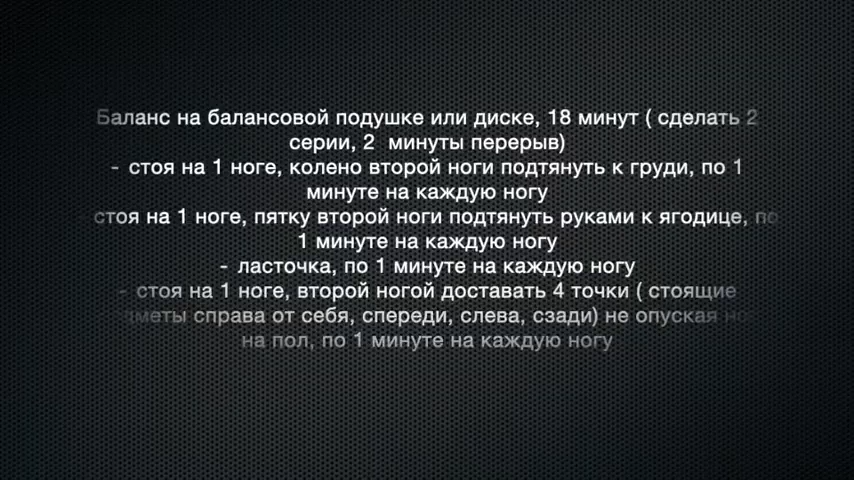 Баланс на балансовой подушке или диске, 18 минут ( сделать 2
серии, 2 минуты перерыв)
- стоя на 1 ноге, колено второй ноги подтянуть к груди, по 1
минуте на каждую ногу
стоя на 1 ноге, пятку второй ноги подтянуть руками к ягодице, по
1 минуте на каждую ногу
- ласточка, по 1 минуте на каждую ногу
- стоя на 1 ноге, второй ногой доставать 4 точки ( стоящие
справа от себя, спереди, слева, сзади) не опуская
на пол, по 1 минуте на каждую ногу